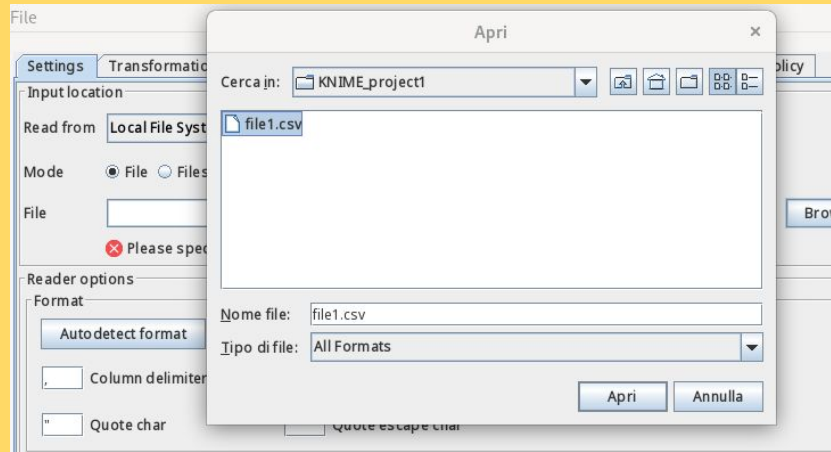 File
Apri
Settings
Transformatio
olicy
Input location
Cerca in: KNIME_project1
Read from Local File Syst
file1.csv
Mode File Files
File
Brow
Please spec
Reader options
Format
Nome file: file1.csv
Autodetect format
Tipo di file: All Formats
, Column delimiter
Apri Annulla
" Quote char
Quote escape char